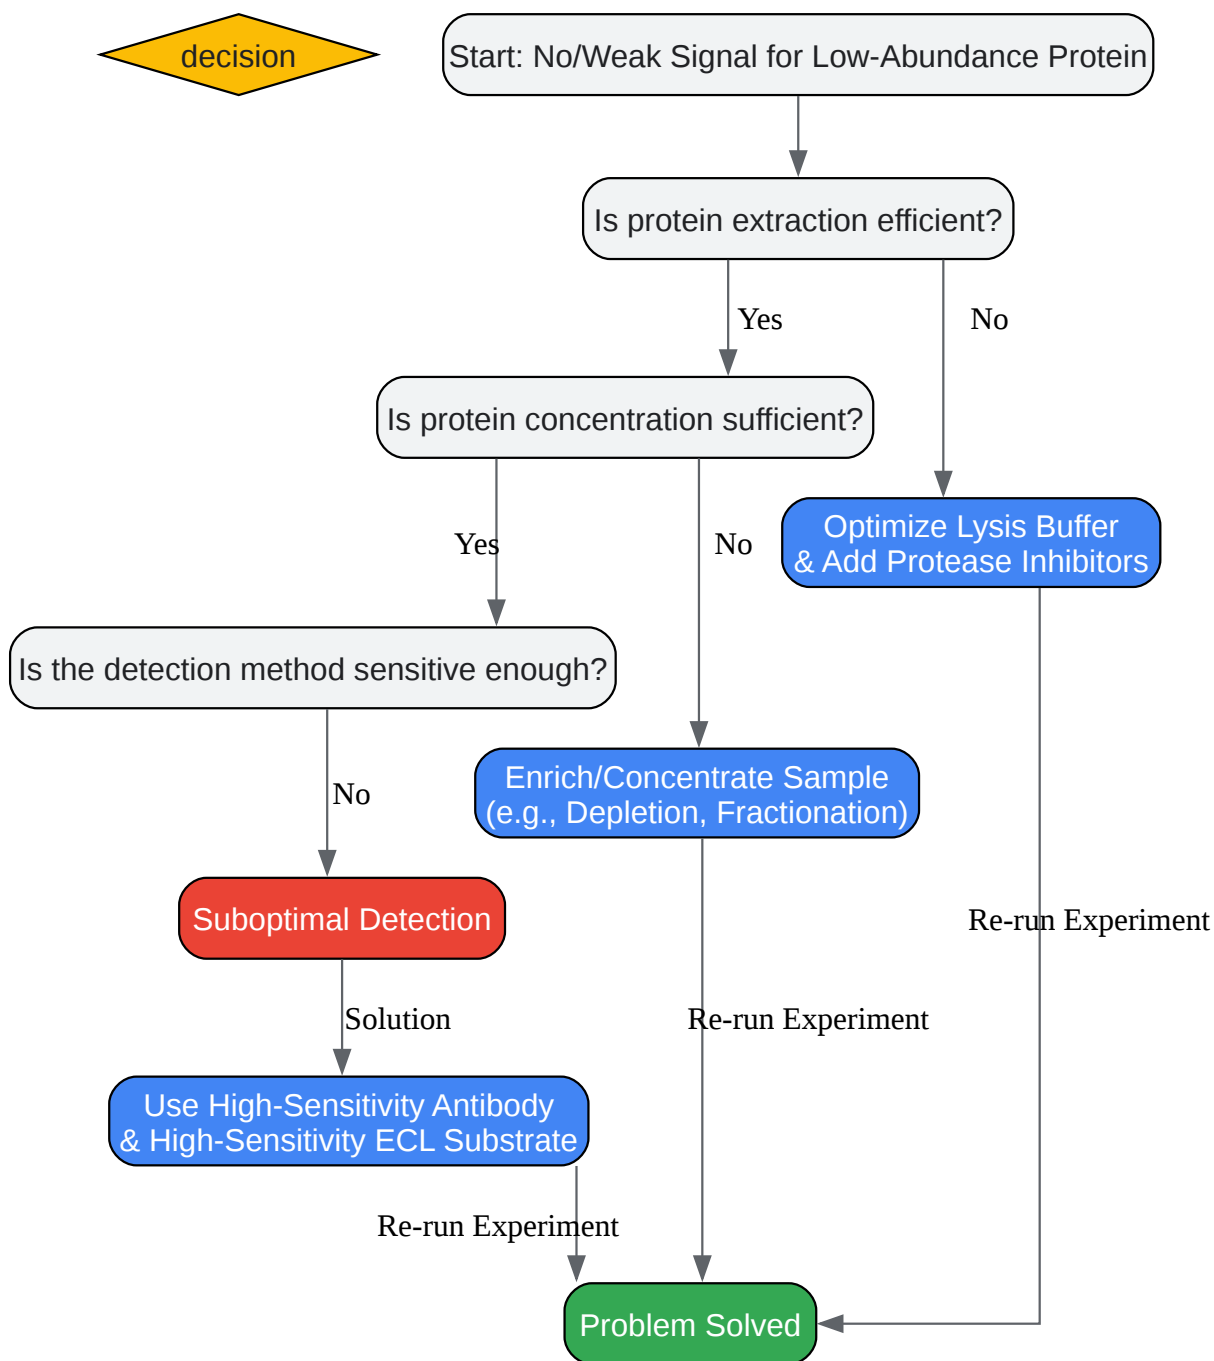 decision
Start: No/Weak Signal for Low-Abundance Protein
Is protein extraction efficient?
Yes
No
Is protein concentration sufficient?
Yes
No
Optimize Lysis Buffer
& Add Protease Inhibitors
Is the detection method sensitive enough?
No
Enrich/Concentrate Sample
(e.g., Depletion, Fractionation)
Suboptimal Detection
Re-run Experiment
Solution
Re-run Experiment
Use High-Sensitivity Antibody
& High-Sensitivity ECL Substrate
Re-run Experiment
Problem Solved